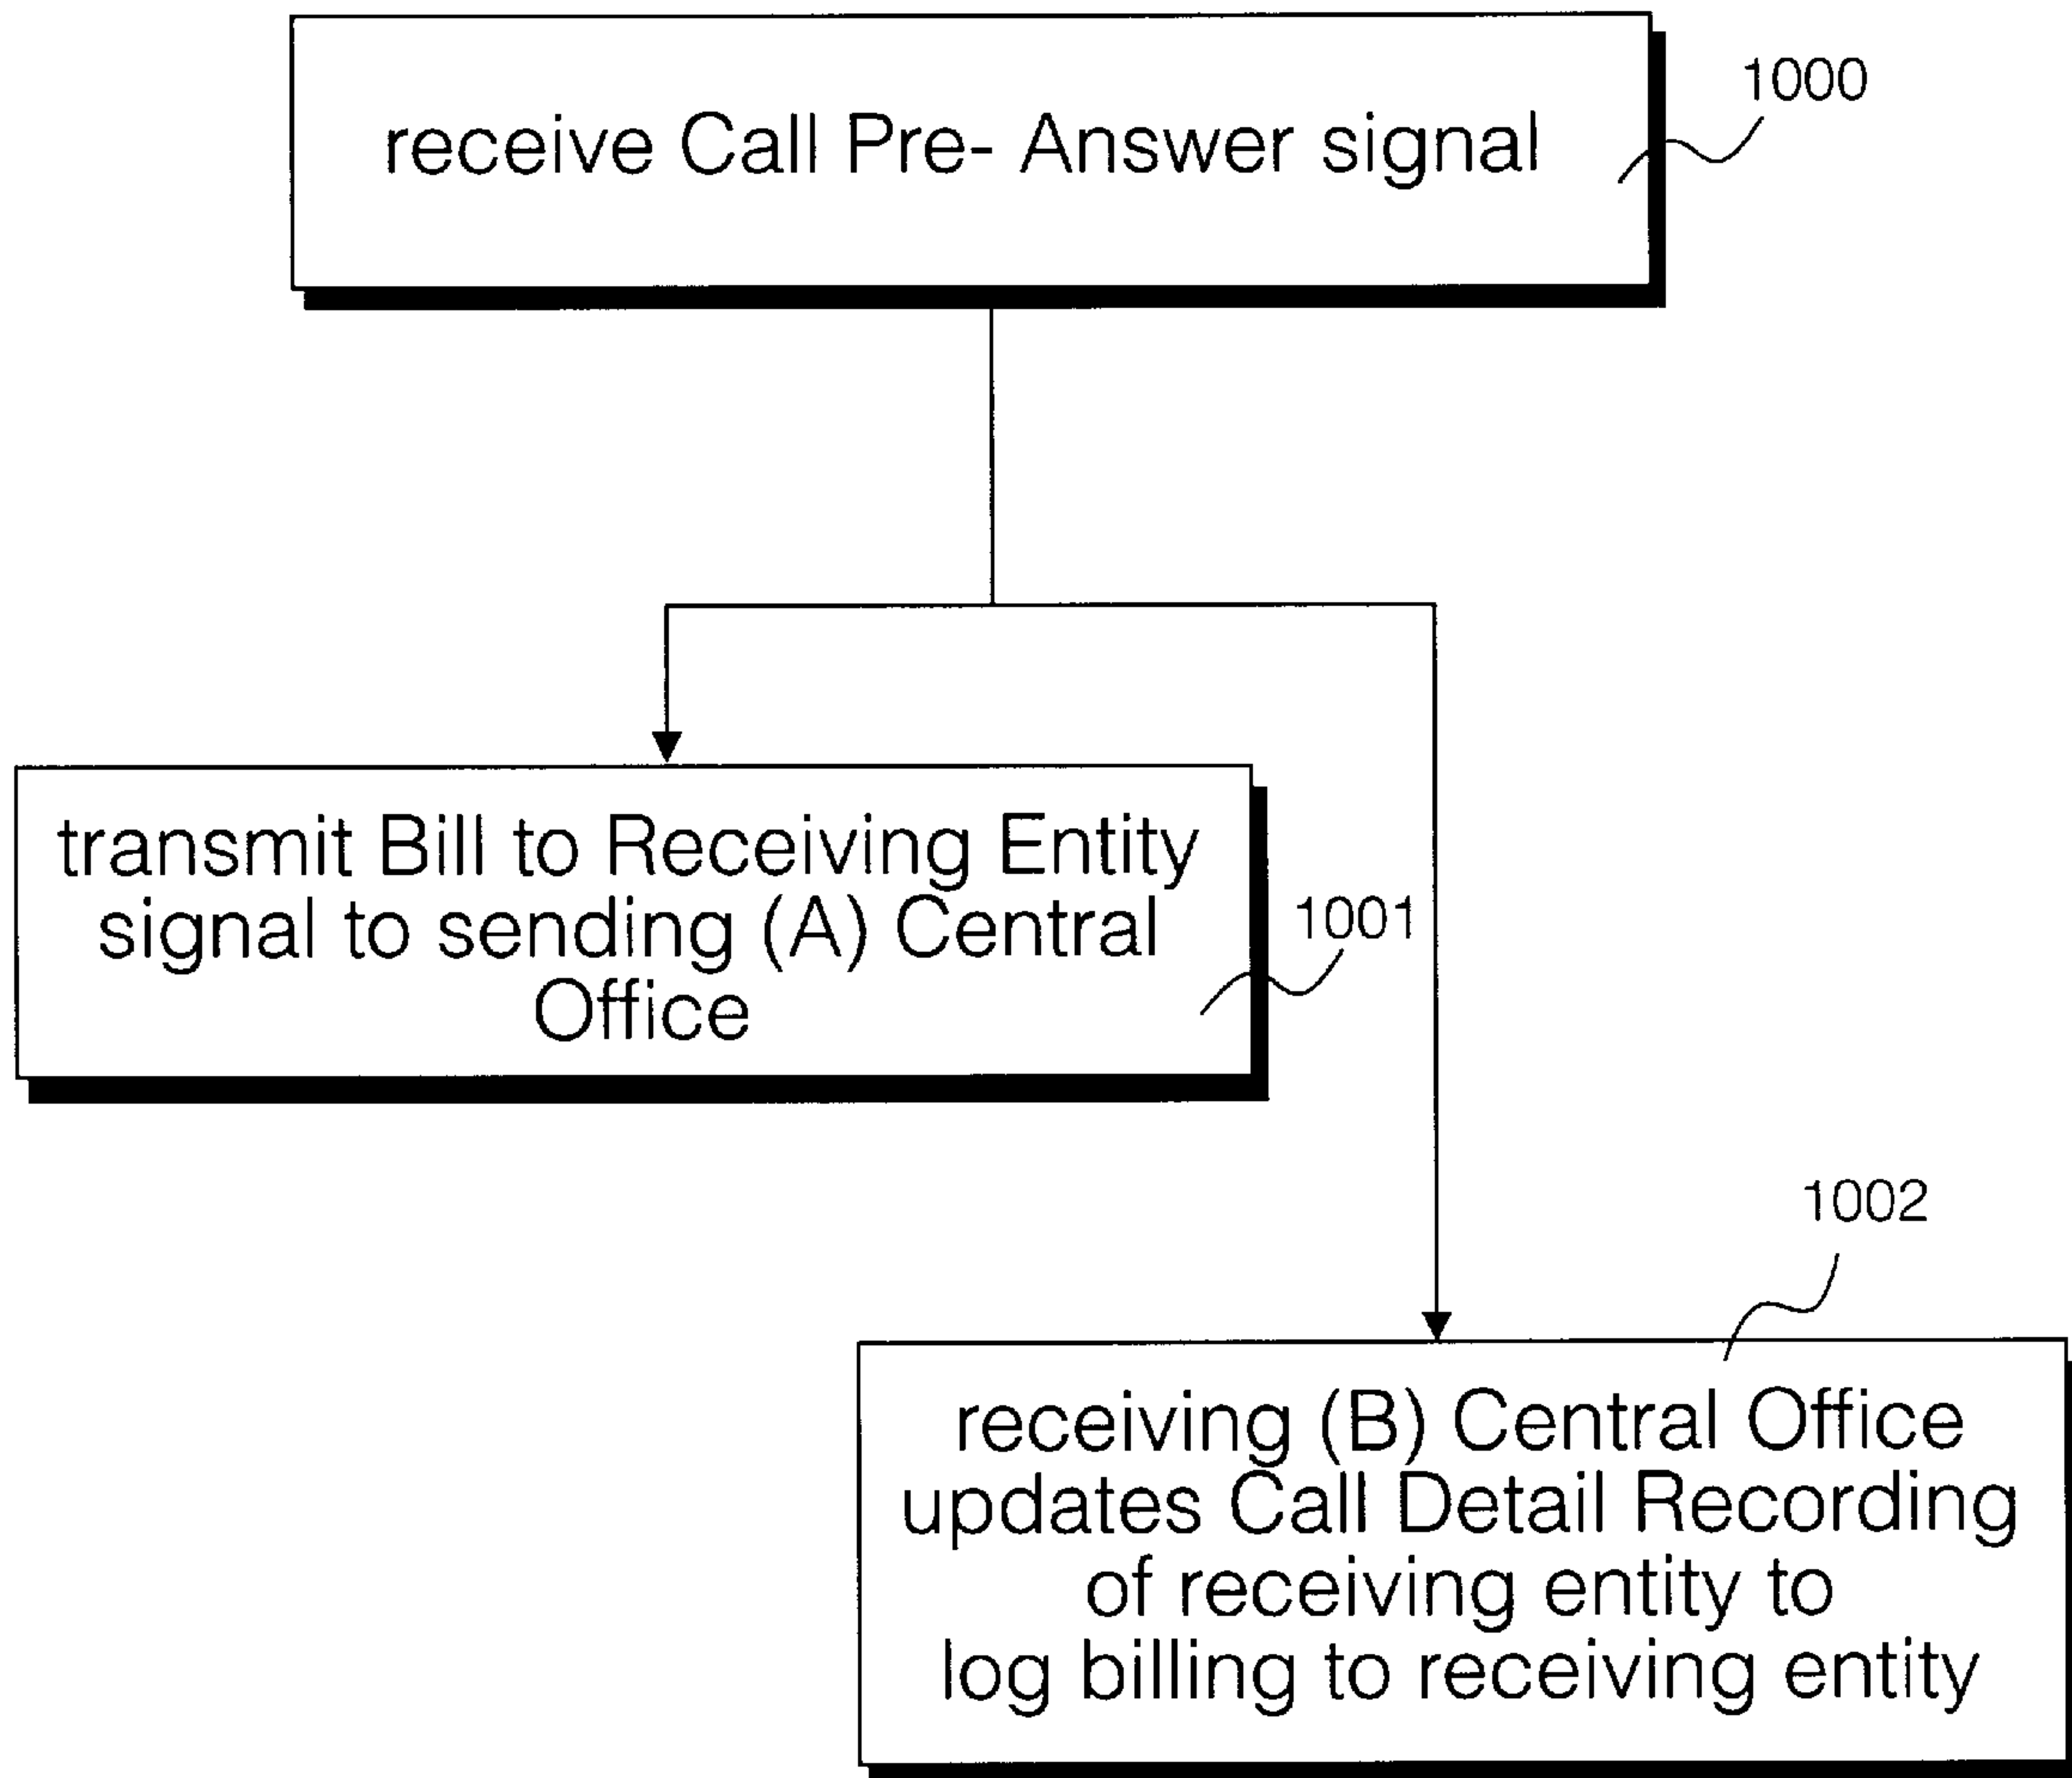 receive Call Pre- Answer signal
1000
transmit Bill to Receiving Entity
signal to sending (A) Central
Office
1001
1002
receiving (B) Central Office
updates Call Detail Recording
of receiving entity to
log billing to receiving entity